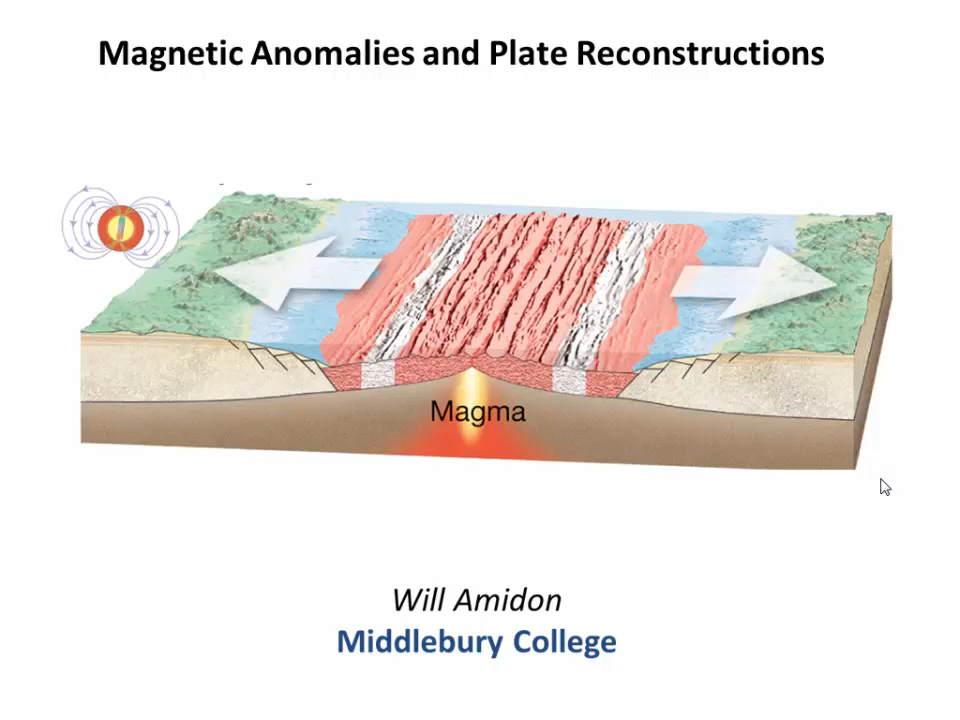 Magnetic Anomalies and Plate Reconstructions
Magma
Will Amidon
Middlebury College